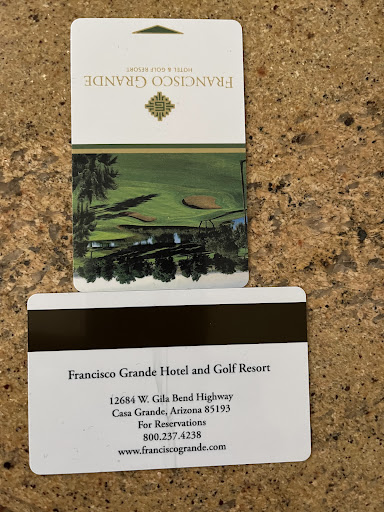 FRANCISCO GRANDE
HOTEL & GOLF RESORT
Francisco Grande Hotel and Golf Resort
12684 W. Gila Bend Highway
Casa Grande, Arizona 85193
For Reservations
800.237.4238
www.franciscogrande.com